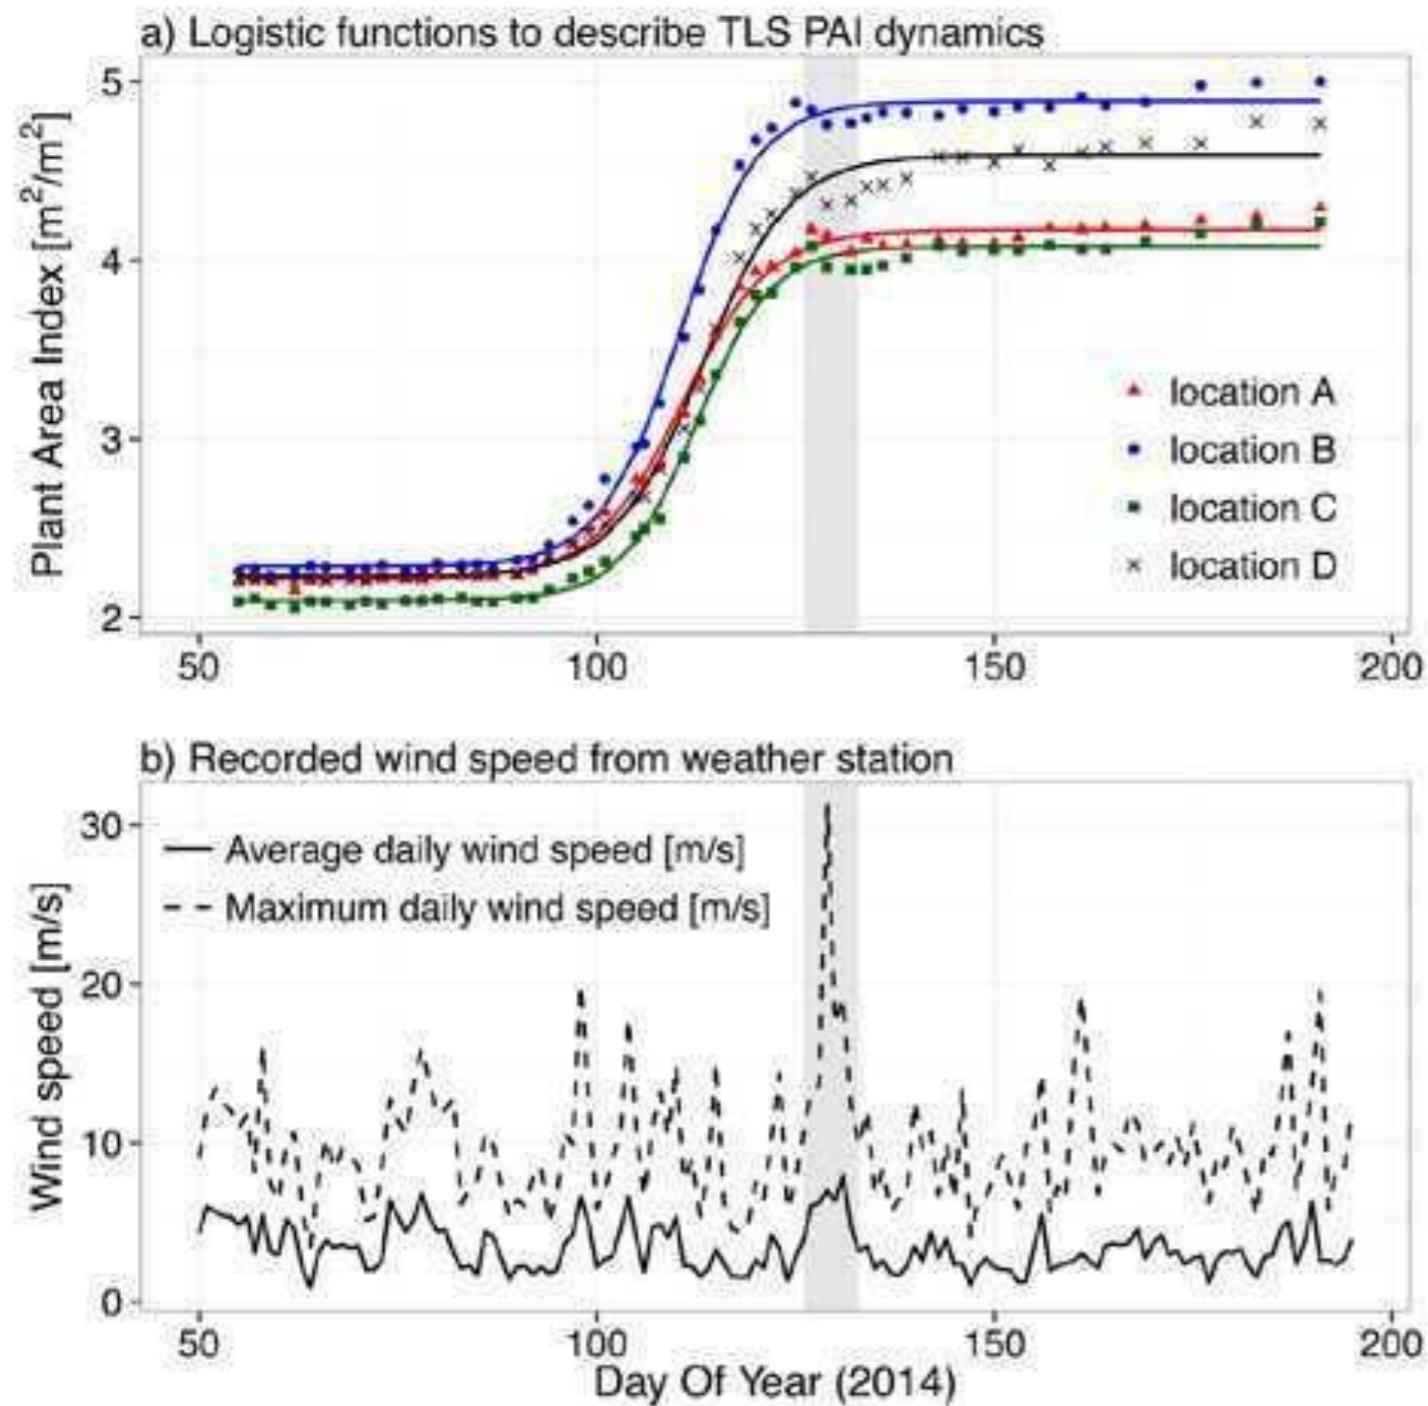 a) Logistic functions to describe TLS PAI dynamics
Plant Area Index [m²/m²]
5
4
3
2
location A
location B
location C
location D
50 100 150 200
b) Recorded wind speed from weather station
Wind speed [m/s]
30
20
10
0
Average daily wind speed [m/s]
Maximum daily wind speed [m/s]
50 100 150 200
Day Of Year (2014)